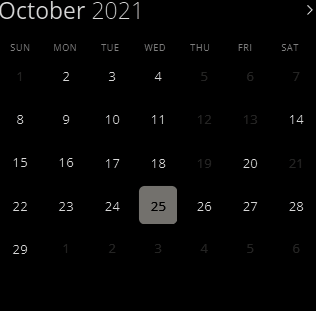 October 2021
SUN MON TUE WED THU FRI SAT
1 2 3 4 5 6 7
8 9 10 11 12 13 14
15 16 17 18 19 20 21
22 23 24 25 26 27 28
29 1 2 3 4 5 6